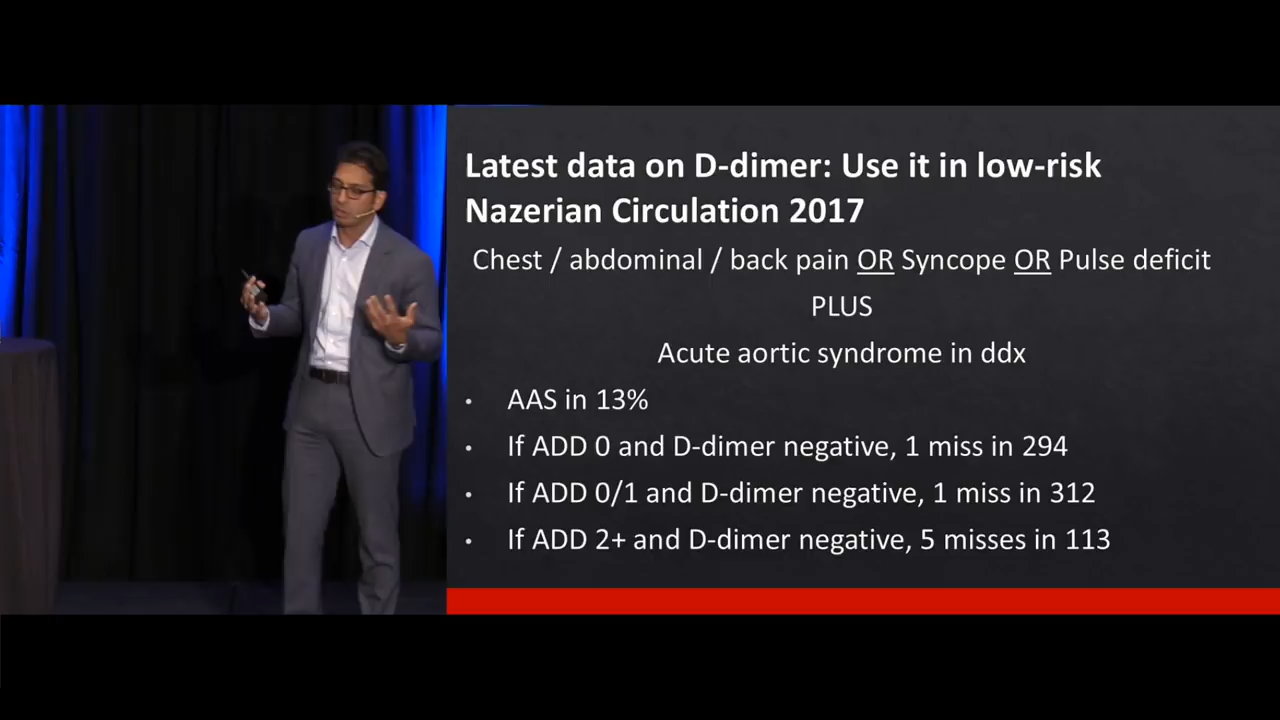 Latest data on D-dimer: Use it in low-risk
Nazerian Circulation 2017
Chest / abdominal / back pain OR Syncope OR Pulse deficit
PLUS
Acute aortic syndrome in ddx
• AAS in 13%
• If ADD 0 and D-dimer negative, 1 miss in 294
• If ADD 0/1 and D-dimer negative, 1 miss in 312
• If ADD 2+ and D-dimer negative, 5 misses in 113